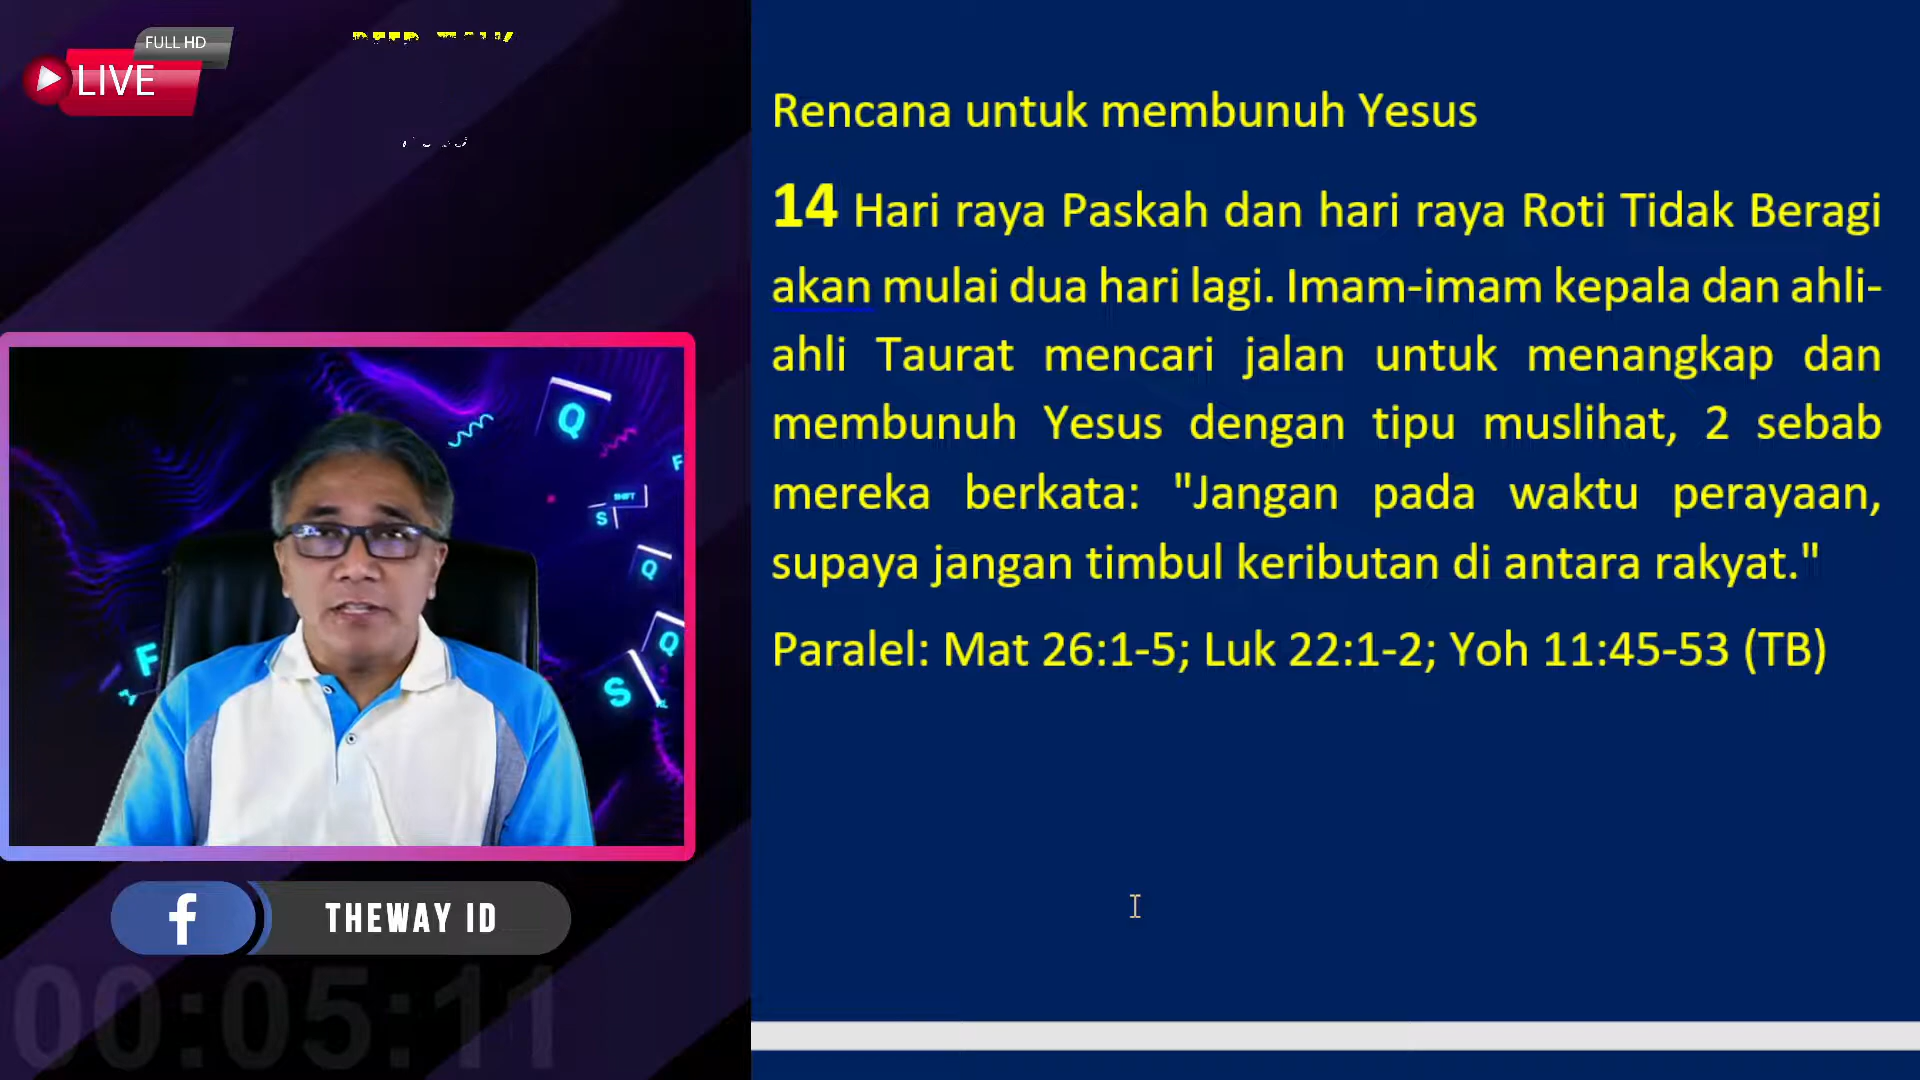 FULL HD
LIVE
Rencana untuk membunuh Yesus
14 Hari raya Paskah dan hari raya Roti Tidak Beragi
akan mulai dua hari lagi. Imam-imam kepala dan ahli-
ahli Taurat mencari jalan untuk menangkap dan
membunuh Yesus dengan tipu muslihat, 2 sebab
mereka berkata: "Jangan pada waktu perayaan,
supaya jangan timbul keributan di antara rakyat."
Paralel: Mat 26:1-5; Luk 22:1-2; Yoh 11:45-53 (TB)
Q
F
SHIFT
S
Q
Q
F
S
f THEWAY ID
00:05:11